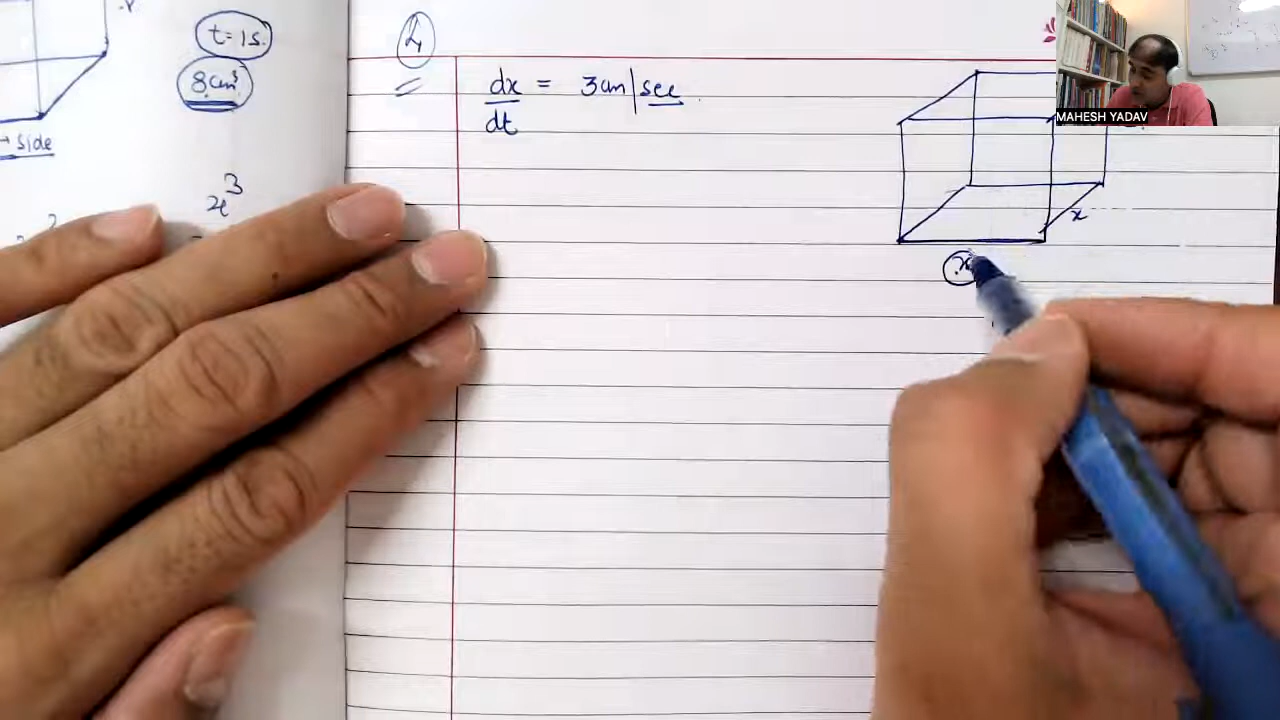 t=1s.
8cm³
→ side
x³
4
dx = 3cm|sec
dt
x
x
MAHESH YADAV